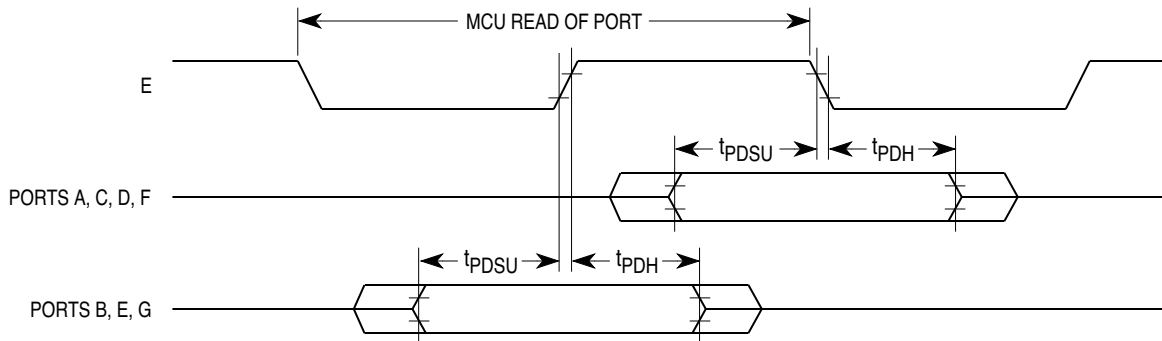 MCU READ OF PORT
E
tPDSU
tPDH
PORTS A, C, D, F
tPDSU
tPDH
PORTS B, E, G